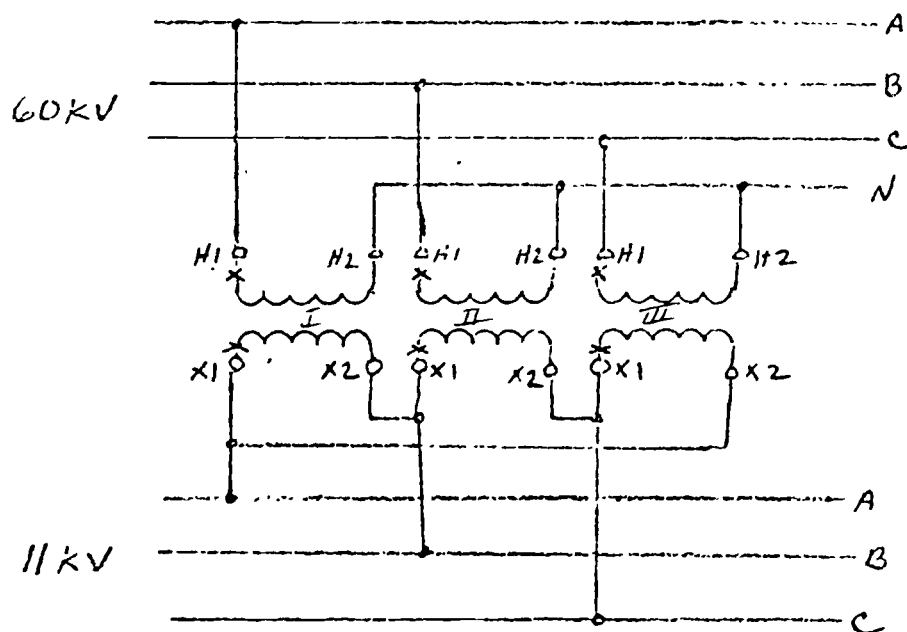 A
B
60KV
C
N
H1 H2 H1 H2 H1 H2
I II III
X1 X2 X1 X2 X1 X2
A
11KV B
C